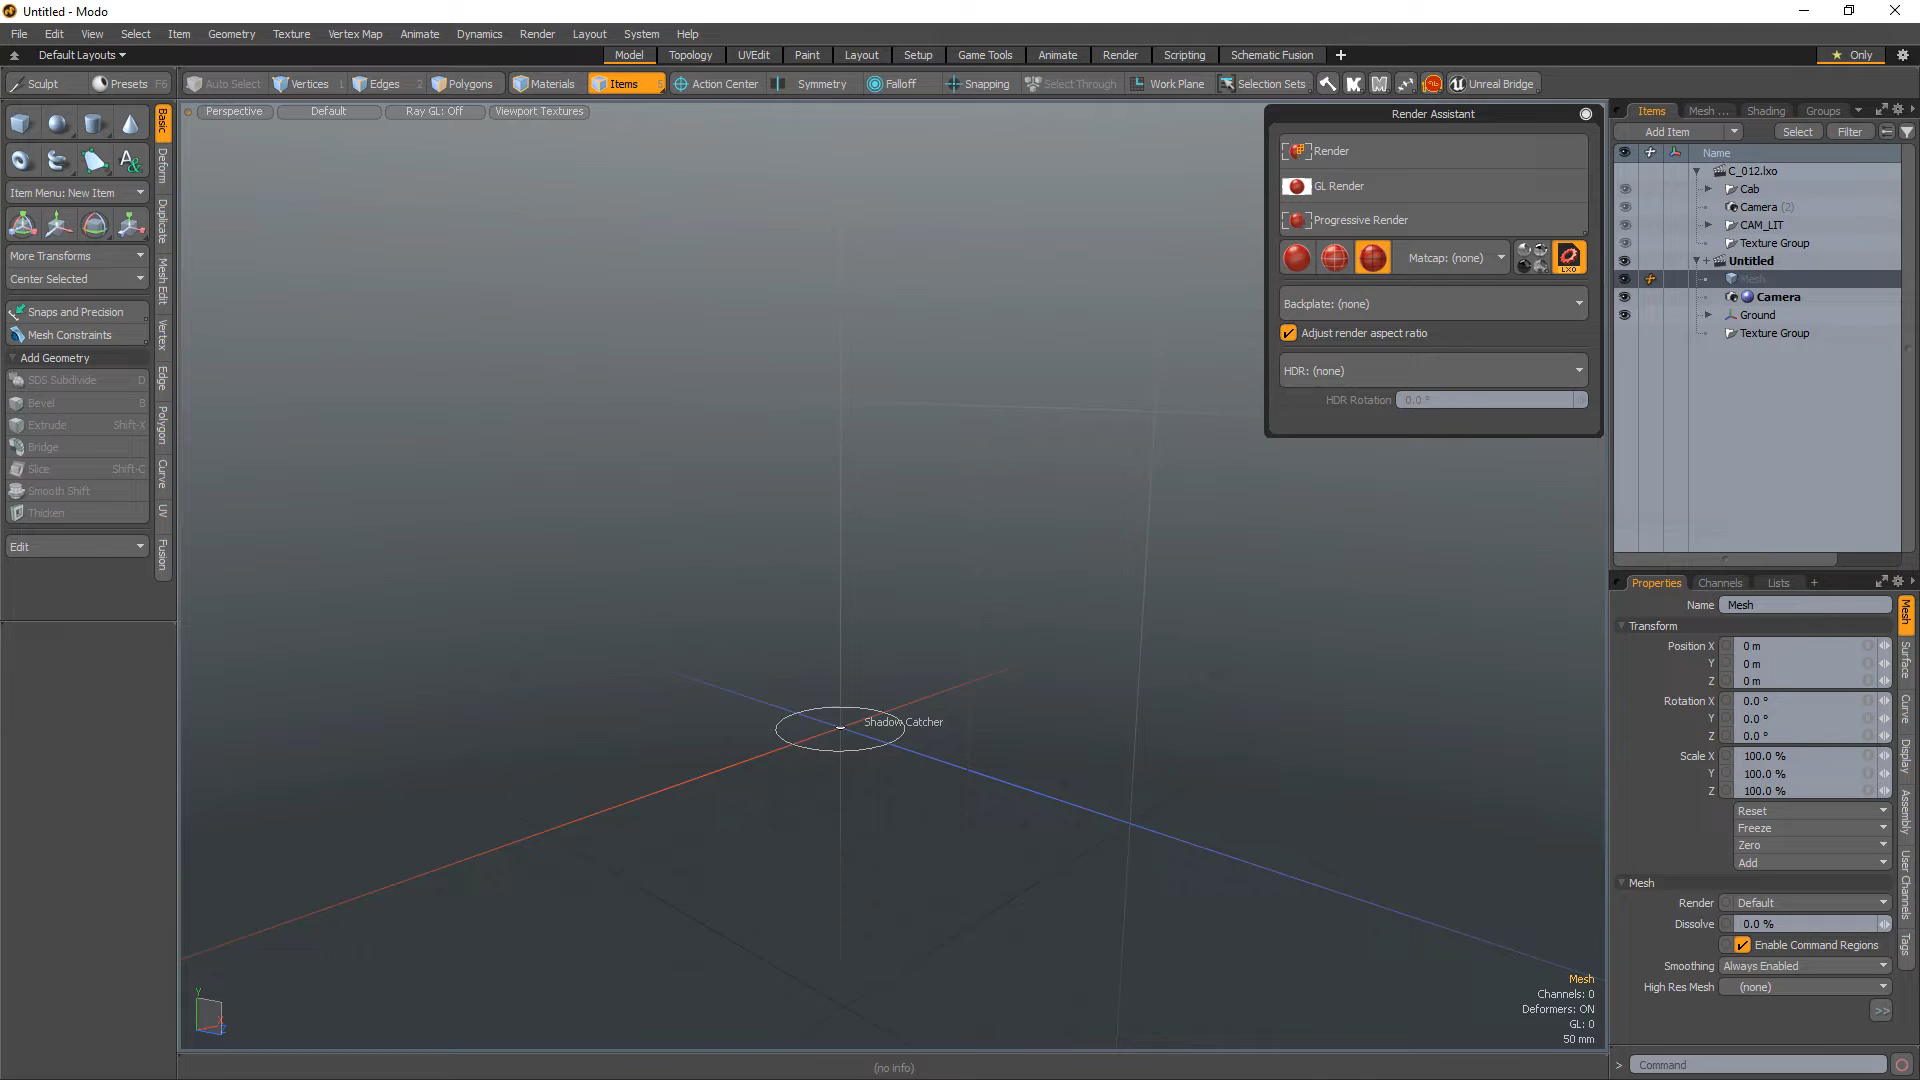 Untitled - Modo
File Edit View Select Item Geometry Texture Vertex Map Animate Dynamics Render Layout System Help
Default Layouts Model Topology UVEdit Paint Layout Setup Game Tools Animate Render Scripting Schematic Fusion Only
Sculpt Presets F6 Auto Select Vertices 1 Edges 2 Polygons Materials Items 5 Action Center Symmetry Falloff Snapping Select Through Work Plane Selection Sets Unreal Bridge
Perspective Default Ray GL: Off Viewport Textures
Item Menu: New Item
More Transforms
Center Selected
Snaps and Precision
Mesh Constraints
Add Geometry
SDS Subdivide D
Bevel B
Extrude Shift-X
Bridge
Slice Shift-C
Smooth Shift
Thicken
Edit
Basic
Deform
Duplicate
Mesh Edit
Vertex
Edge
Polygon
Curve
UV
Fusion
Shadow Catcher
Y
X
Z
Mesh
Channels: 0
Deformers: ON
GL: 0
50 mm
(no info)
Render Assistant
Render
GL Render
Progressive Render
Matcap: (none)
LXO
Backplate: (none)
Adjust render aspect ratio
HDR: (none)
HDR Rotation 0.0 °
Items Mesh ... Shading Groups
Add Item Select Filter
Name
C_012.lxo
Cab
Camera (2)
CAM_LIT
Texture Group
Untitled
Mesh
Camera
Ground
Texture Group
Properties Channels Lists +
Name Mesh
Transform
Position X 0 m
Y 0 m
Z 0 m
Rotation X 0.0 °
Y 0.0 °
Z 0.0 °
Scale X 100.0 %
Y 100.0 %
Z 100.0 %
Reset
Freeze
Zero
Add
Mesh
Render Default
Dissolve 0.0 %
Enable Command Regions
Smoothing Always Enabled
High Res Mesh (none)
>>
Mesh
Surface
Curve
Display
Assembly
User Channels
Tags
> Command